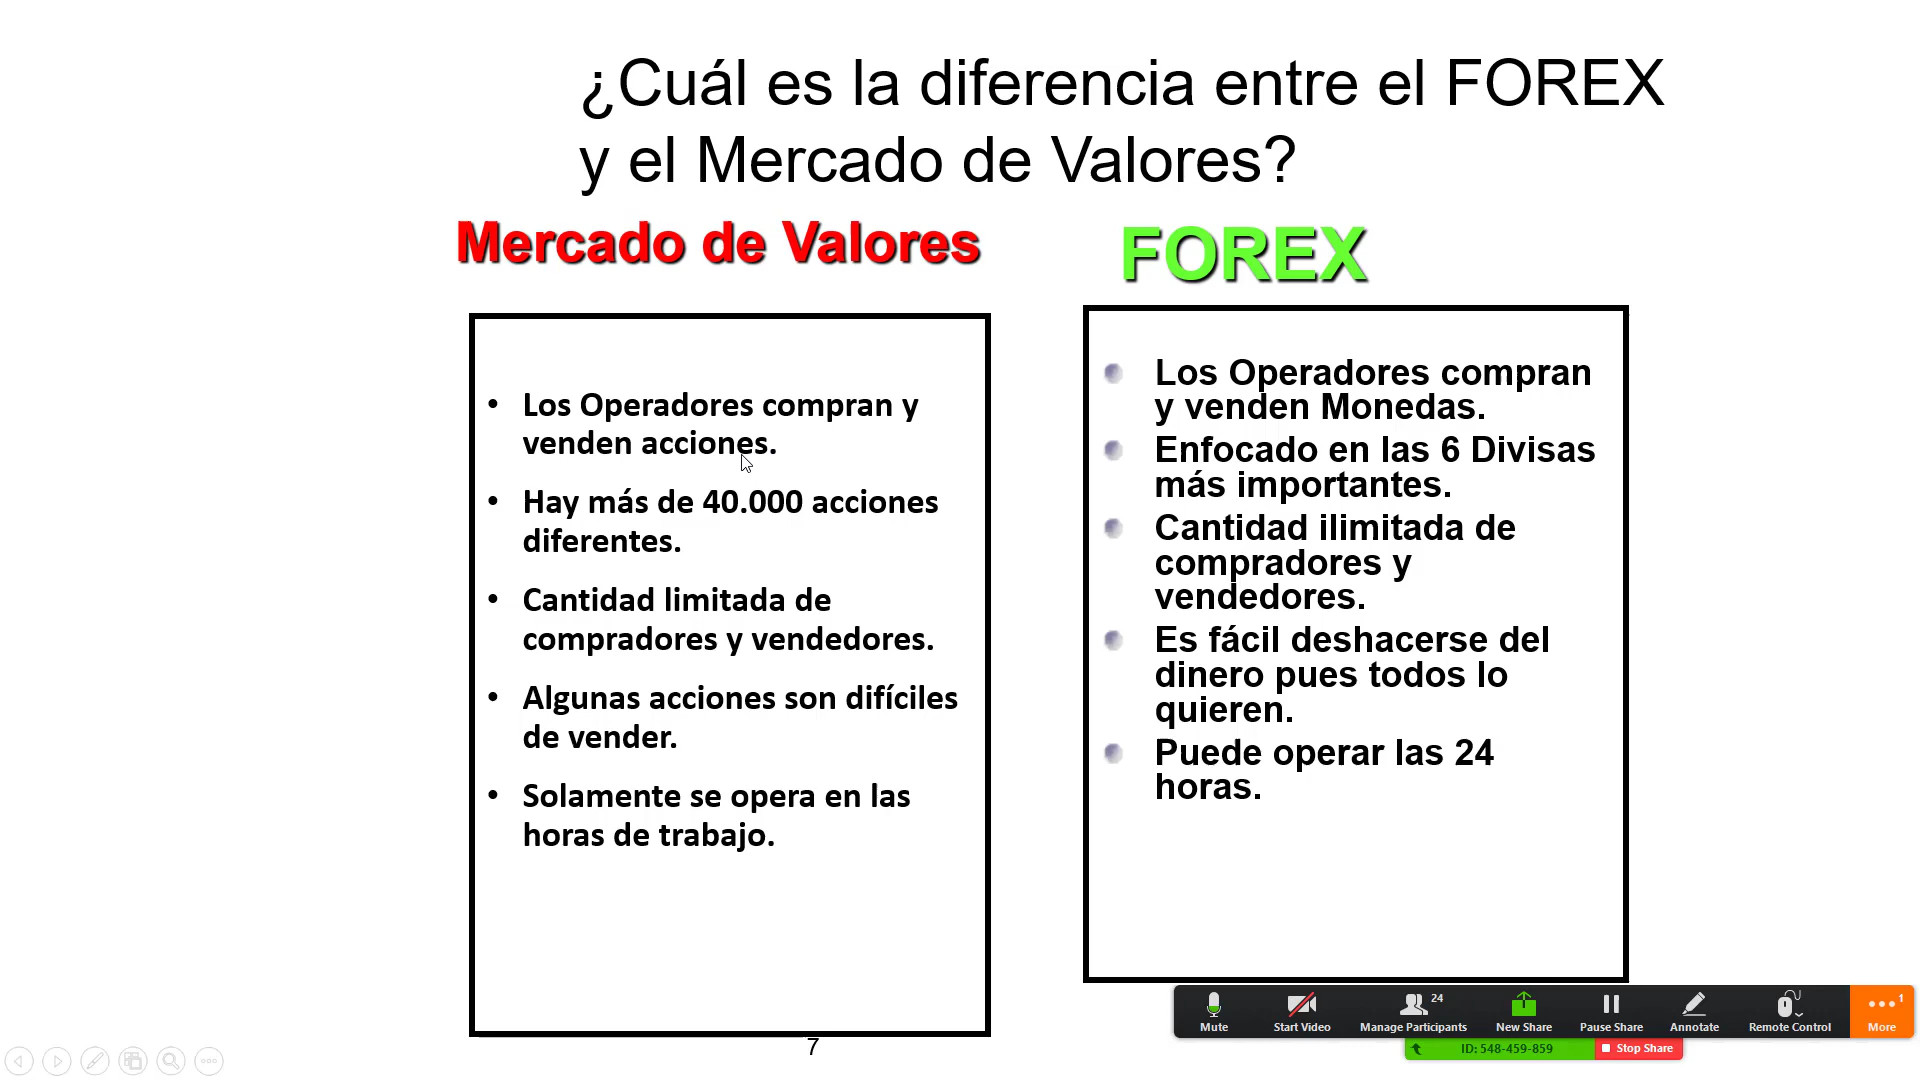 ¿Cuál es la diferencia entre el FOREX
y el Mercado de Valores?
Mercado de Valores
• Los Operadores compran y
venden acciones.
• Hay más de 40.000 acciones
diferentes.
• Cantidad limitada de
compradores y vendedores.
• Algunas acciones son difíciles
de vender.
• Solamente se opera en las
horas de trabajo.
FOREX
Los Operadores compran
y venden Monedas.
Enfocado en las 6 Divisas
más importantes.
Cantidad ilimitada de
compradores y
vendedores.
Es fácil deshacerse del
dinero pues todos lo
quieren.
Puede operar las 24
horas.
7
24
1
Mute
Start Video
Manage Participants
New Share
Pause Share
Annotate
Remote Control
More
ID: 548-459-859
Stop Share